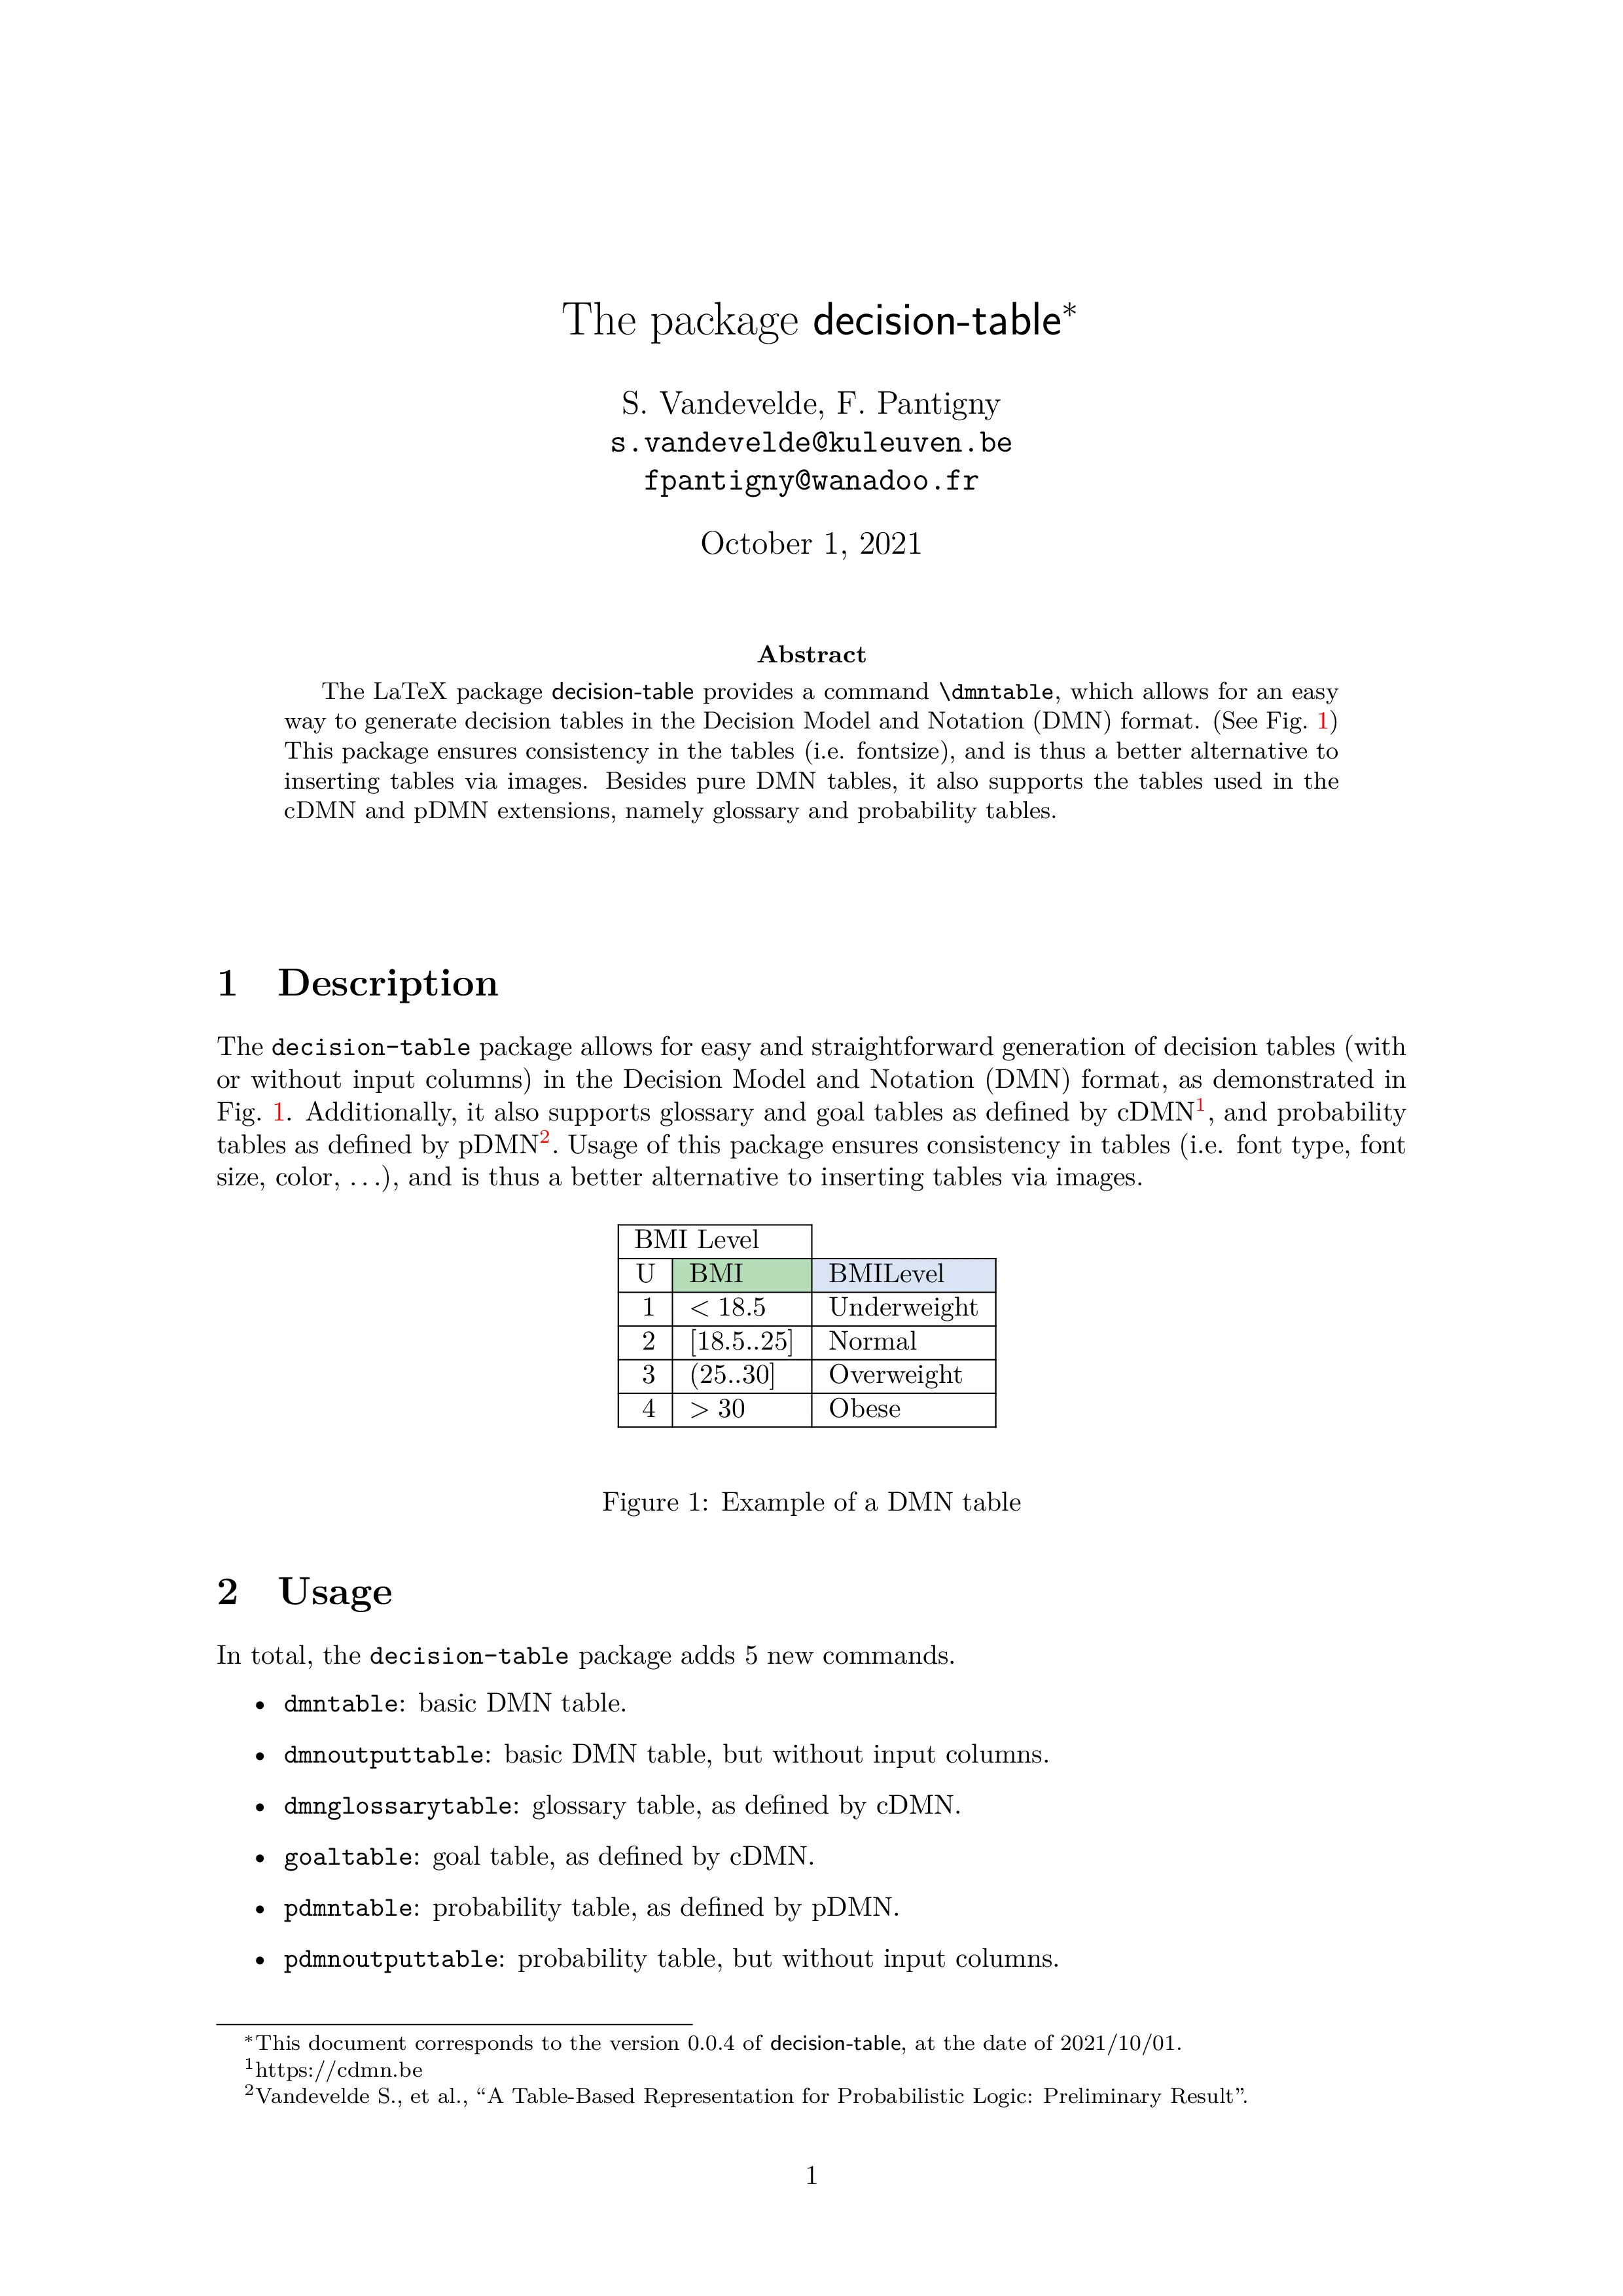 The package decision-table*
S. Vandevelde, F. Pantigny
s.vandevelde@kuleuven.be
fpantigny@wanadoo.fr
October 1, 2021
Abstract
The LaTeX package decision-table provides a command \dmntable, which allows for an easy
way to generate decision tables in the Decision Model and Notation (DMN) format. (See Fig. 1)
This package ensures consistency in the tables (i.e. fontsize), and is thus a better alternative to
inserting tables via images. Besides pure DMN tables, it also supports the tables used in the
cDMN and pDMN extensions, namely glossary and probability tables.
1 Description
The decision-table package allows for easy and straightforward generation of decision tables (with
or without input columns) in the Decision Model and Notation (DMN) format, as demonstrated in
Fig. 1. Additionally, it also supports glossary and goal tables as defined by cDMN¹, and probability
tables as defined by pDMN². Usage of this package ensures consistency in tables (i.e. font type, font
size, color, ...), and is thus a better alternative to inserting tables via images.
BMI Level
U BMI BMILevel
1 < 18.5 Underweight
2 [18.5..25] Normal
3 (25..30] Overweight
4 > 30 Obese
Figure 1: Example of a DMN table
2 Usage
In total, the decision-table package adds 5 new commands.
• dmntable: basic DMN table.
• dmnoutputtable: basic DMN table, but without input columns.
• dmnglossarytable: glossary table, as defined by cDMN.
• goaltable: goal table, as defined by cDMN.
• pdmntable: probability table, as defined by pDMN.
• pdmnoutputtable: probability table, but without input columns.
*This document corresponds to the version 0.0.4 of decision-table, at the date of 2021/10/01.
¹https://cdmn.be
²Vandevelde S., et al., “A Table-Based Representation for Probabilistic Logic: Preliminary Result”.
1